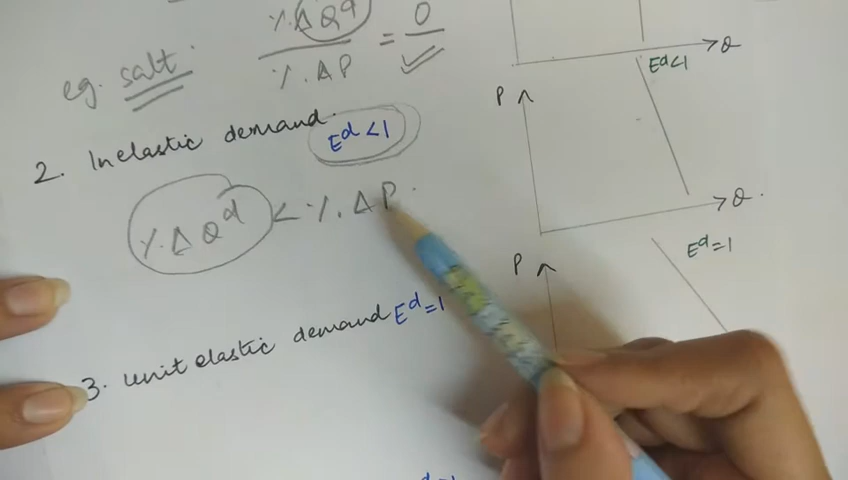 %.ΔQd
eg. salt. %.ΔP = 0
2. Inelastic demand. Ed<1
%.ΔQd < %.ΔP.
3. Unit elastic demand Ed=1
Q
Ed<1
P
Q.
P
Ed=1